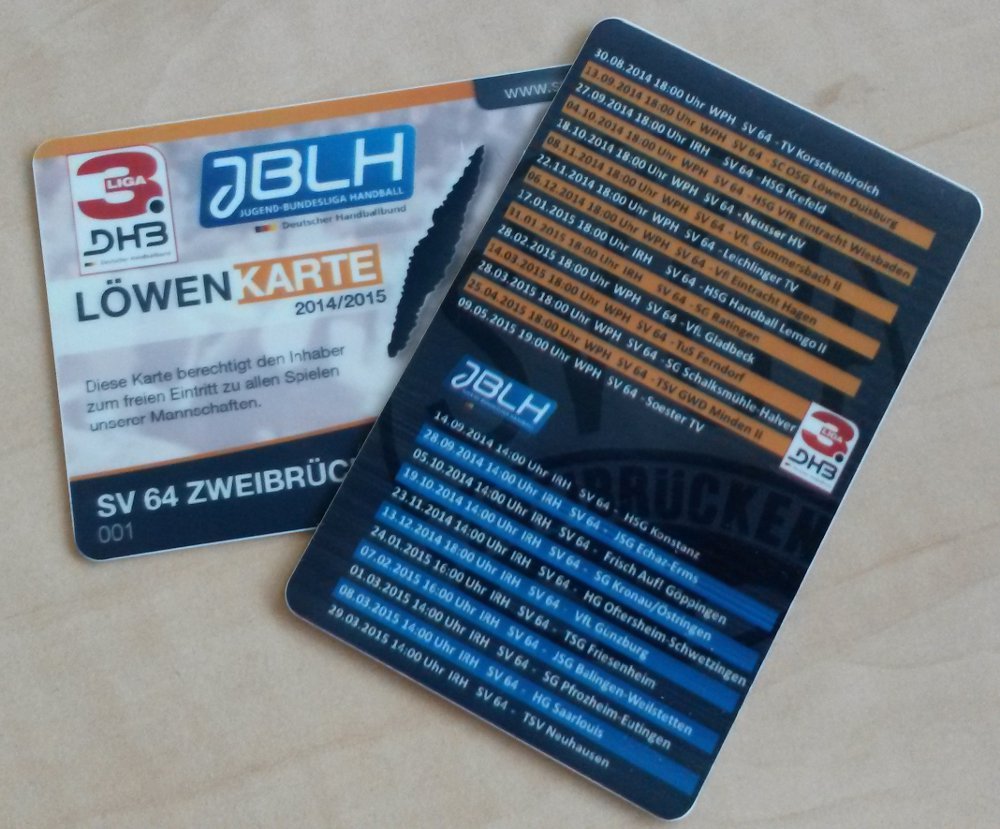 www.s
3.
LIGA
DHB
Deutscher Handballbund
JBLH
JUGEND-BUNDESLIGA HANDBALL
Deutscher Handballbund
LÖWENKARTE
2014/2015
Diese Karte berechtigt den Inhaber
zum freien Eintritt zu allen Spielen
unserer Mannschaften.
SV 64 ZWEIBRÜC
001
30.08.2014 18:00 Uhr WPH SV 64 - TV Korschenbroich
13.09.2014 18:00 Uhr WPH SV 64 - SC OSG Löwen Duisburg
27.09.2014 18:00 Uhr IRH SV 64 -HSG Krefeld
04.10.2014 18:00 Uhr WPH SV 64 - HSG VfR Eintracht Wiesbaden
18.10.2014 18:00 Uhr WPH SV 64 -Neusser HV
08.11.2014 18:00 Uhr WPH SV 64 - VfL Gummersbach II
22.11.2014 18:00 Uhr WPH SV 64 -Leichlinger TV
06.12.2014 18:00 Uhr WPH SV 64 - Eintracht Hagen
17.01.2015 18:00 Uhr IRH SV 64 -HSG Handball Lemgo II
31.01.2015 18:00 Uhr IRH SV 64 - SG Ratingen
28.02.2015 18:00 Uhr WPH SV 64 -VfL Gladbeck
14.03.2015 18:00 Uhr WPH SV 64 - TuS Ferndorf
28.03.2015 18:00 Uhr WPH SV 64 -SG Schalksmühle-Halver
25.04.2015 18:00 Uhr WPH SV 64 - TSV GWD Minden II
09.05.2015 19:00 Uhr WPH SV 64 -Soester TV
3.
LIGA
DHB
JBLH
BRÜCKEN
14.09.2014 14:00 Uhr IRH SV 64 - HSG Konstanz
28.09.2014 14:00 Uhr IRH SV 64 - JSG Echaz-Erms
05.10.2014 14:00 Uhr IRH SV 64 - Frisch Auf! Göppingen
19.10.2014 14:00 Uhr IRH SV 64 - SG Kronau/Östringen
23.11.2014 14:00 Uhr IRH SV 64 - HG Oftersheim-Schwetzingen
13.12.2014 18:00 Uhr IRH SV 64 - VfL Günzburg
24.01.2015 16:00 Uhr IRH SV 64 - TSG Friesenheim
07.02.2015 16:00 Uhr IRH SV 64 - JSG Balingen-Weilstetten
01.03.2015 14:00 Uhr IRH SV 64 - SG Pfrozheim-Eutingen
08.03.2015 14:00 Uhr IRH SV 64 - HG Saarlouis
29.03.2015 14:00 Uhr IRH SV 64 - TSV Neuhausen